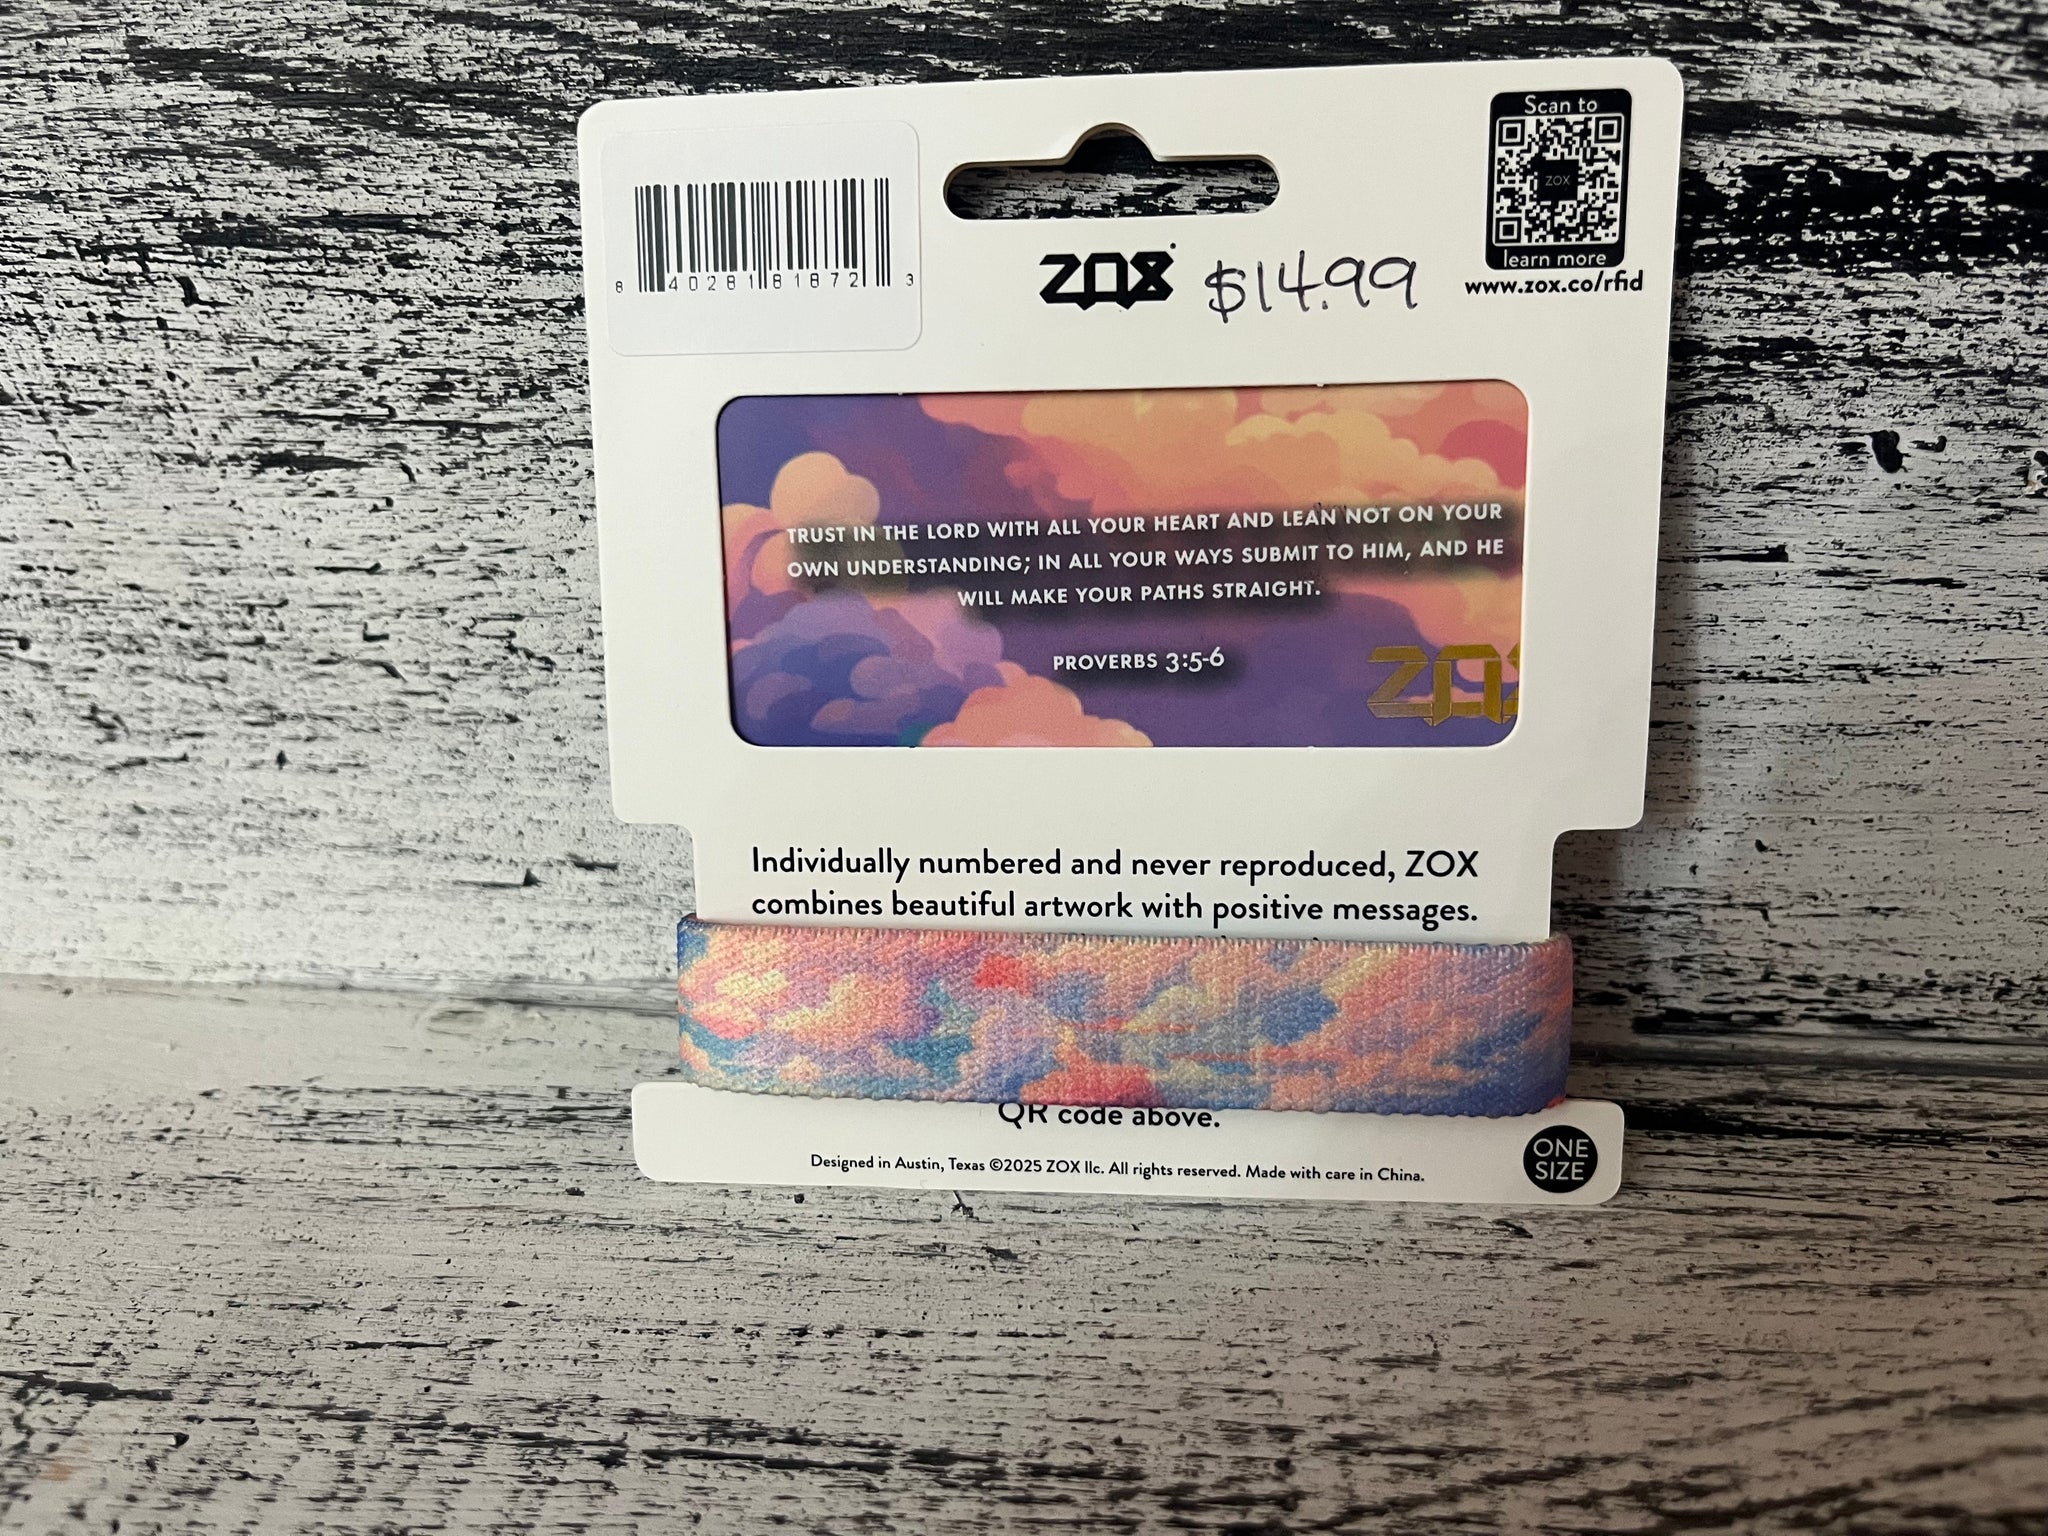 8 40281 81872 3
ZOX
$14.99
Scan to
ZOX
learn more
www.zox.co/rfid
TRUST IN THE LORD WITH ALL YOUR HEART AND LEAN NOT ON YOUR
OWN UNDERSTANDING; IN ALL YOUR WAYS SUBMIT TO HIM, AND HE
WILL MAKE YOUR PATHS STRAIGHT.
PROVERBS 3:5-6
ZOX
Individually numbered and never reproduced, ZOX
combines beautiful artwork with positive messages.
QR code above.
Designed in Austin, Texas ©2025 ZOX llc. All rights reserved. Made with care in China.
ONE
SIZE